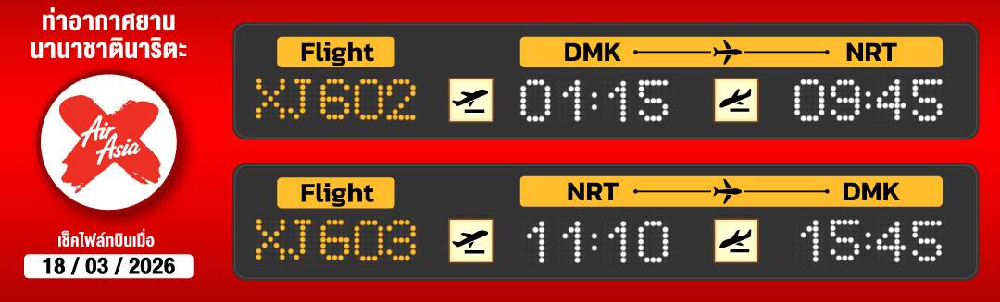 ท่าอากาศยาน
นานาชาตินาริตะ
Air
Asia
เช็คไฟล์ทบินเมื่อ
18 / 03 / 2026
Flight
DMK NRT
XJ602 01:15 09:45
Flight
NRT DMK
XJ603 11:10 15:45